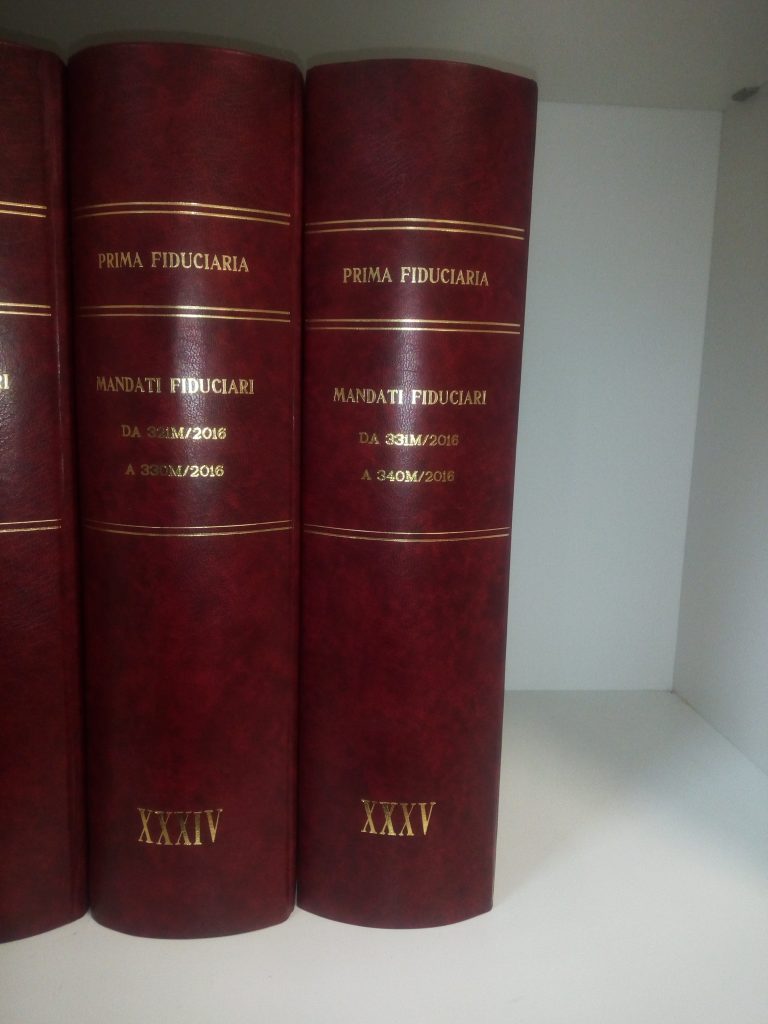 RI
PRIMA FIDUCIARIA
MANDATI FIDUCIARI
DA 321M/2016
A 330M/2016
XXXIV
PRIMA FIDUCIARIA
MANDATI FIDUCIARI
DA 331M/2016
A 340M/2016
XXXV